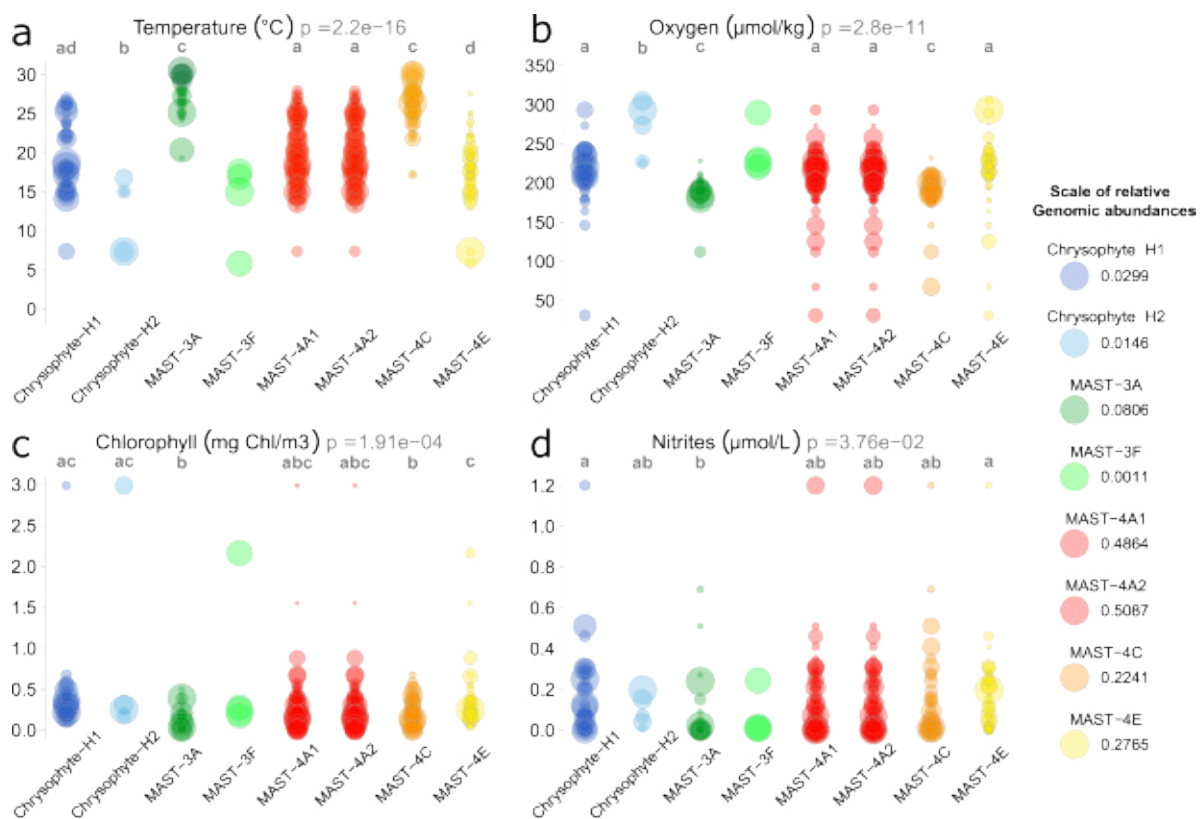 a
Temperature (°C) p =2.2e-16
ad b c a a c d
30
25
20
15
10
5
0
Chrysophyte-H1
Chrysophyte-H2
MAST-3A
MAST-3F
MAST-4A1
MAST-4A2
MAST-4C
MAST-4E
b
Oxygen (μmol/kg) p =2.8e-11
a b c a a c a
350
300
250
200
150
100
50
Chrysophyte-H1
Chrysophyte-H2
MAST-3A
MAST-3F
MAST-4A1
MAST-4A2
MAST-4C
MAST-4E
c
Chlorophyll (mg Chl/m3) p =1.91e-04
ac ac b abc abc b c
3.0
2.5
2.0
1.5
1.0
0.5
0.0
Chrysophyte-H1
Chrysophyte-H2
MAST-3A
MAST-3F
MAST-4A1
MAST-4A2
MAST-4C
MAST-4E
d
Nitrites (μmol/L) p =3.76e-02
a ab b ab ab ab a
1.2
1.0
0.8
0.6
0.4
0.2
0.0
Chrysophyte-H1
Chrysophyte-H2
MAST-3A
MAST-3F
MAST-4A1
MAST-4A2
MAST-4C
MAST-4E
Scale of relative
Genomic abundances
Chrysophyte H1
0.0299
Chrysophyte H2
0.0146
MAST-3A
0.0806
MAST-3F
0.0011
MAST-4A1
0.4864
MAST-4A2
0.5087
MAST-4C
0.2241
MAST-4E
0.2765